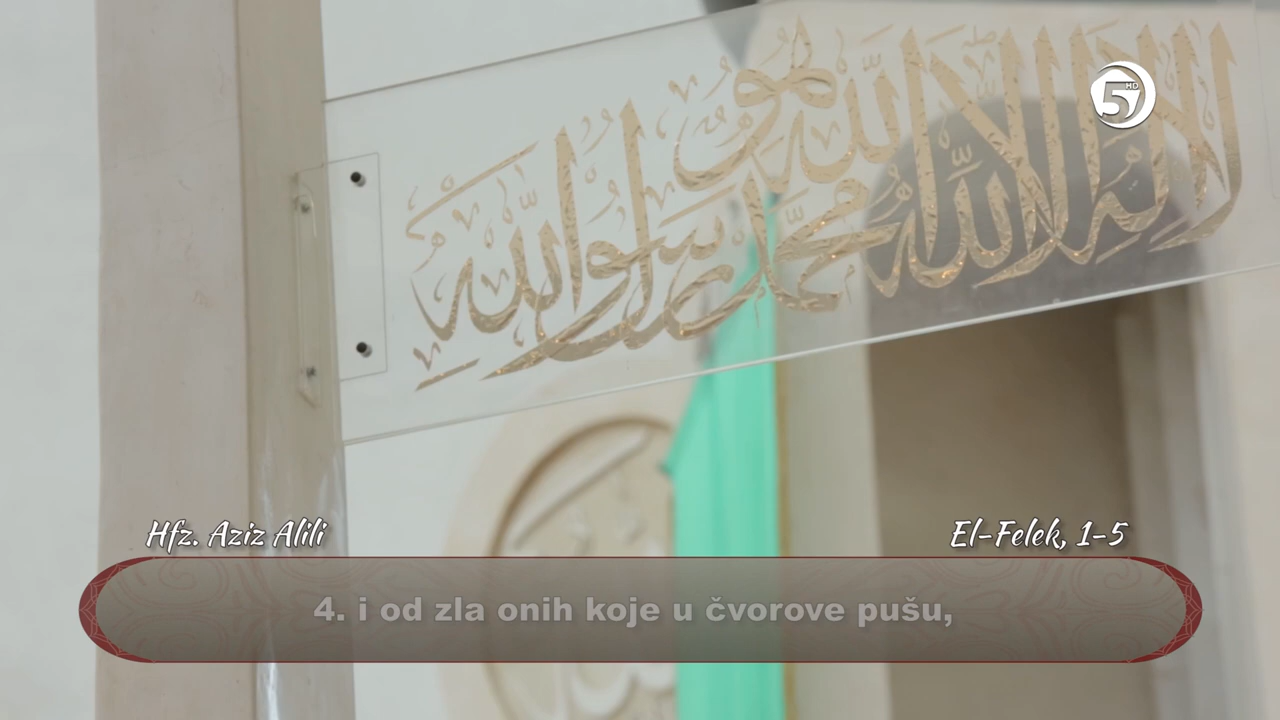 لا إله إلا الله
محمد رسول الله
5 HD
Hfz. Aziz Alili
El-Felek, 1-5
4. i od zla onih koje u čvorove pušu,